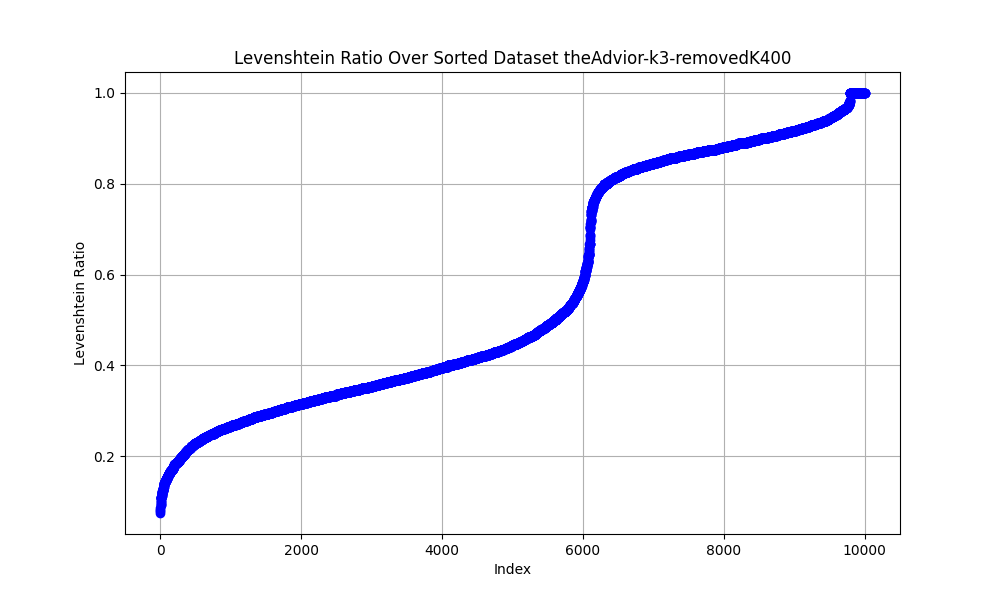 Levenshtein Ratio Over Sorted Dataset theAdvior-k3-removedK400
1.0
0.8
0.6
0.4
0.2
Levenshtein Ratio
0 2000 4000 6000 8000 10000
Index